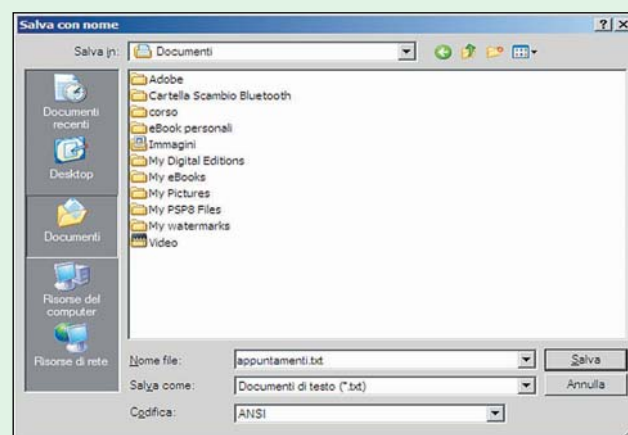 Salva con nome
Salva in:
Documenti
Documenti
recenti
Desktop
Documenti
Risorse del
computer
Risorse di rete
Adobe
Cartella Scambio Bluetooth
corso
eBook personali
Immagini
My Digital Editions
My eBooks
My Pictures
My PSP8 Files
My watermarks
Video
Nome file:
appuntamenti.txt
Salva
Salva come:
Documenti di testo (*.txt)
Annulla
Codifica:
ANSI